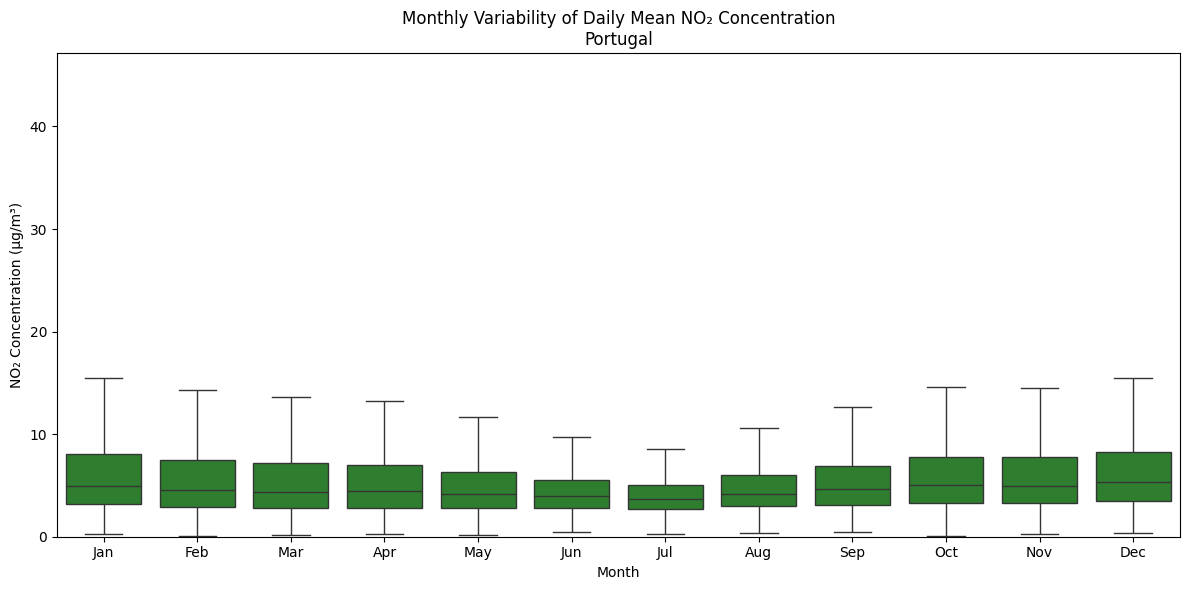 Monthly Variability of Daily Mean NO₂ Concentration
Portugal
NO₂ Concentration (µg/m³)
40
30
20
10
0
Jan Feb Mar Apr May Jun Jul Aug Sep Oct Nov Dec
Month